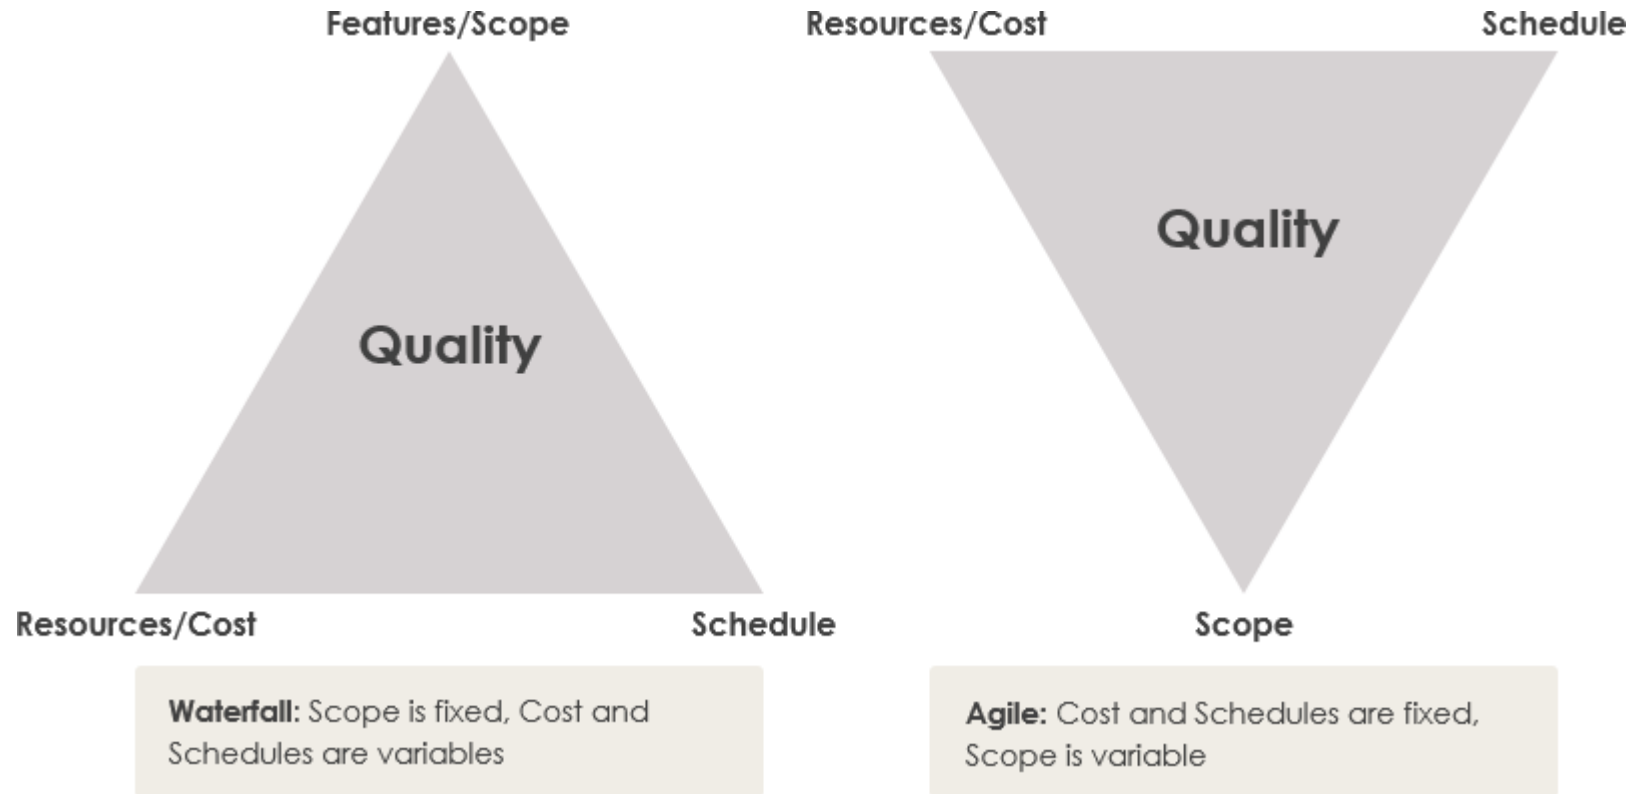 Features/Scope
Quality
Resources/Cost
Schedule
Waterfall: Scope is fixed, Cost and
Schedules are variables
Resources/Cost
Schedule
Quality
Scope
Agile: Cost and Schedules are fixed,
Scope is variable